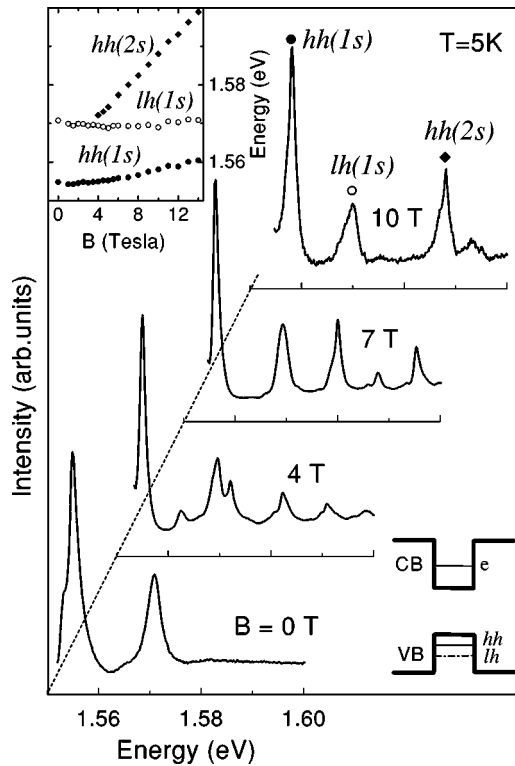 hh(1s)
T=5K
hh(2s)
lh(1s)
hh(1s)
1.58
1.56
Energy (eV)
0 4 8 12
B (Tesla)
lh(1s)
hh(2s)
10 T
7 T
4 T
B = 0 T
Intensity (arb.units)
CB e
VB hh
lh
1.56 1.58 1.60
Energy (eV)